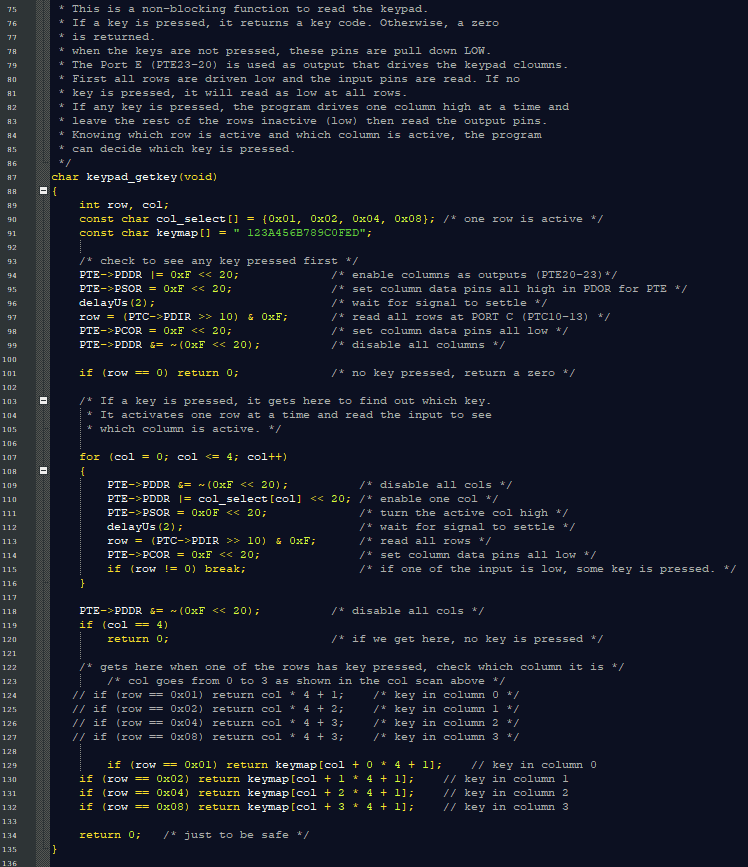 75 * This is a non-blocking function to read the keypad.
76 * If a key is pressed, it returns a key code. Otherwise, a zero
77 * is returned.
78 * when the keys are not pressed, these pins are pull down LOW.
79 * The Port E (PTE23-20) is used as output that drives the keypad cloumns.
80 * First all rows are driven low and the input pins are read. If no
81 * key is pressed, it will read as low at all rows.
82 * If any key is pressed, the program drives one column high at a time and
83 * leave the rest of the rows inactive (low) then read the output pins.
84 * Knowing which row is active and which column is active, the program
85 * can decide which key is pressed.
86 */
87 char keypad_getkey(void)
88 {
89 int row, col;
90 const char col_select[] = {0x01, 0x02, 0x04, 0x08}; /* one row is active */
91 const char keymap[] = " 123A456B789C0FED";
92
93 /* check to see any key pressed first */
94 PTE->PDDR |= 0xF << 20; /* enable columns as outputs (PTE20-23)*/
95 PTE->PSOR = 0xF << 20; /* set column data pins all high in PDOR for PTE */
96 delayUs(2); /* wait for signal to settle */
97 row = (PTC->PDIR >> 10) & 0xF; /* read all rows at PORT C (PTC10-13) */
98 PTE->PCOR = 0xF << 20; /* set column data pins all low */
99 PTE->PDDR &= ~(0xF << 20); /* disable all columns */
100
101 if (row == 0) return 0; /* no key pressed, return a zero */
102
103 /* If a key is pressed, it gets here to find out which key.
104 * It activates one row at a time and read the input to see
105 * which column is active. */
106
107 for (col = 0; col <= 4; col++)
108 {
109 PTE->PDDR &= ~(0xF << 20); /* disable all cols */
110 PTE->PDDR |= col_select[col] << 20; /* enable one col */
111 PTE->PSOR = 0x0F << 20; /* turn the active col high */
112 delayUs(2); /* wait for signal to settle */
113 row = (PTC->PDIR >> 10) & 0xF; /* read all rows */
114 PTE->PCOR = 0xF << 20; /* set column data pins all low */
115 if (row != 0) break; /* if one of the input is low, some key is pressed. */
116 }
117
118 PTE->PDDR &= ~(0xF << 20); /* disable all cols */
119 if (col == 4)
120 return 0; /* if we get here, no key is pressed */
121
122 /* gets here when one of the rows has key pressed, check which column it is */
123 /* col goes from 0 to 3 as shown in the col scan above */
124 // if (row == 0x01) return col * 4 + 1; /* key in column 0 */
125 // if (row == 0x02) return col * 4 + 2; /* key in column 1 */
126 // if (row == 0x04) return col * 4 + 3; /* key in column 2 */
127 // if (row == 0x08) return col * 4 + 3; /* key in column 3 */
128
129 if (row == 0x01) return keymap[col + 0 * 4 + 1]; // key in column 0
130 if (row == 0x02) return keymap[col + 1 * 4 + 1]; // key in column 1
131 if (row == 0x04) return keymap[col + 2 * 4 + 1]; // key in column 2
132 if (row == 0x08) return keymap[col + 3 * 4 + 1]; // key in column 3
133
134 return 0; /* just to be safe */
135 }
136